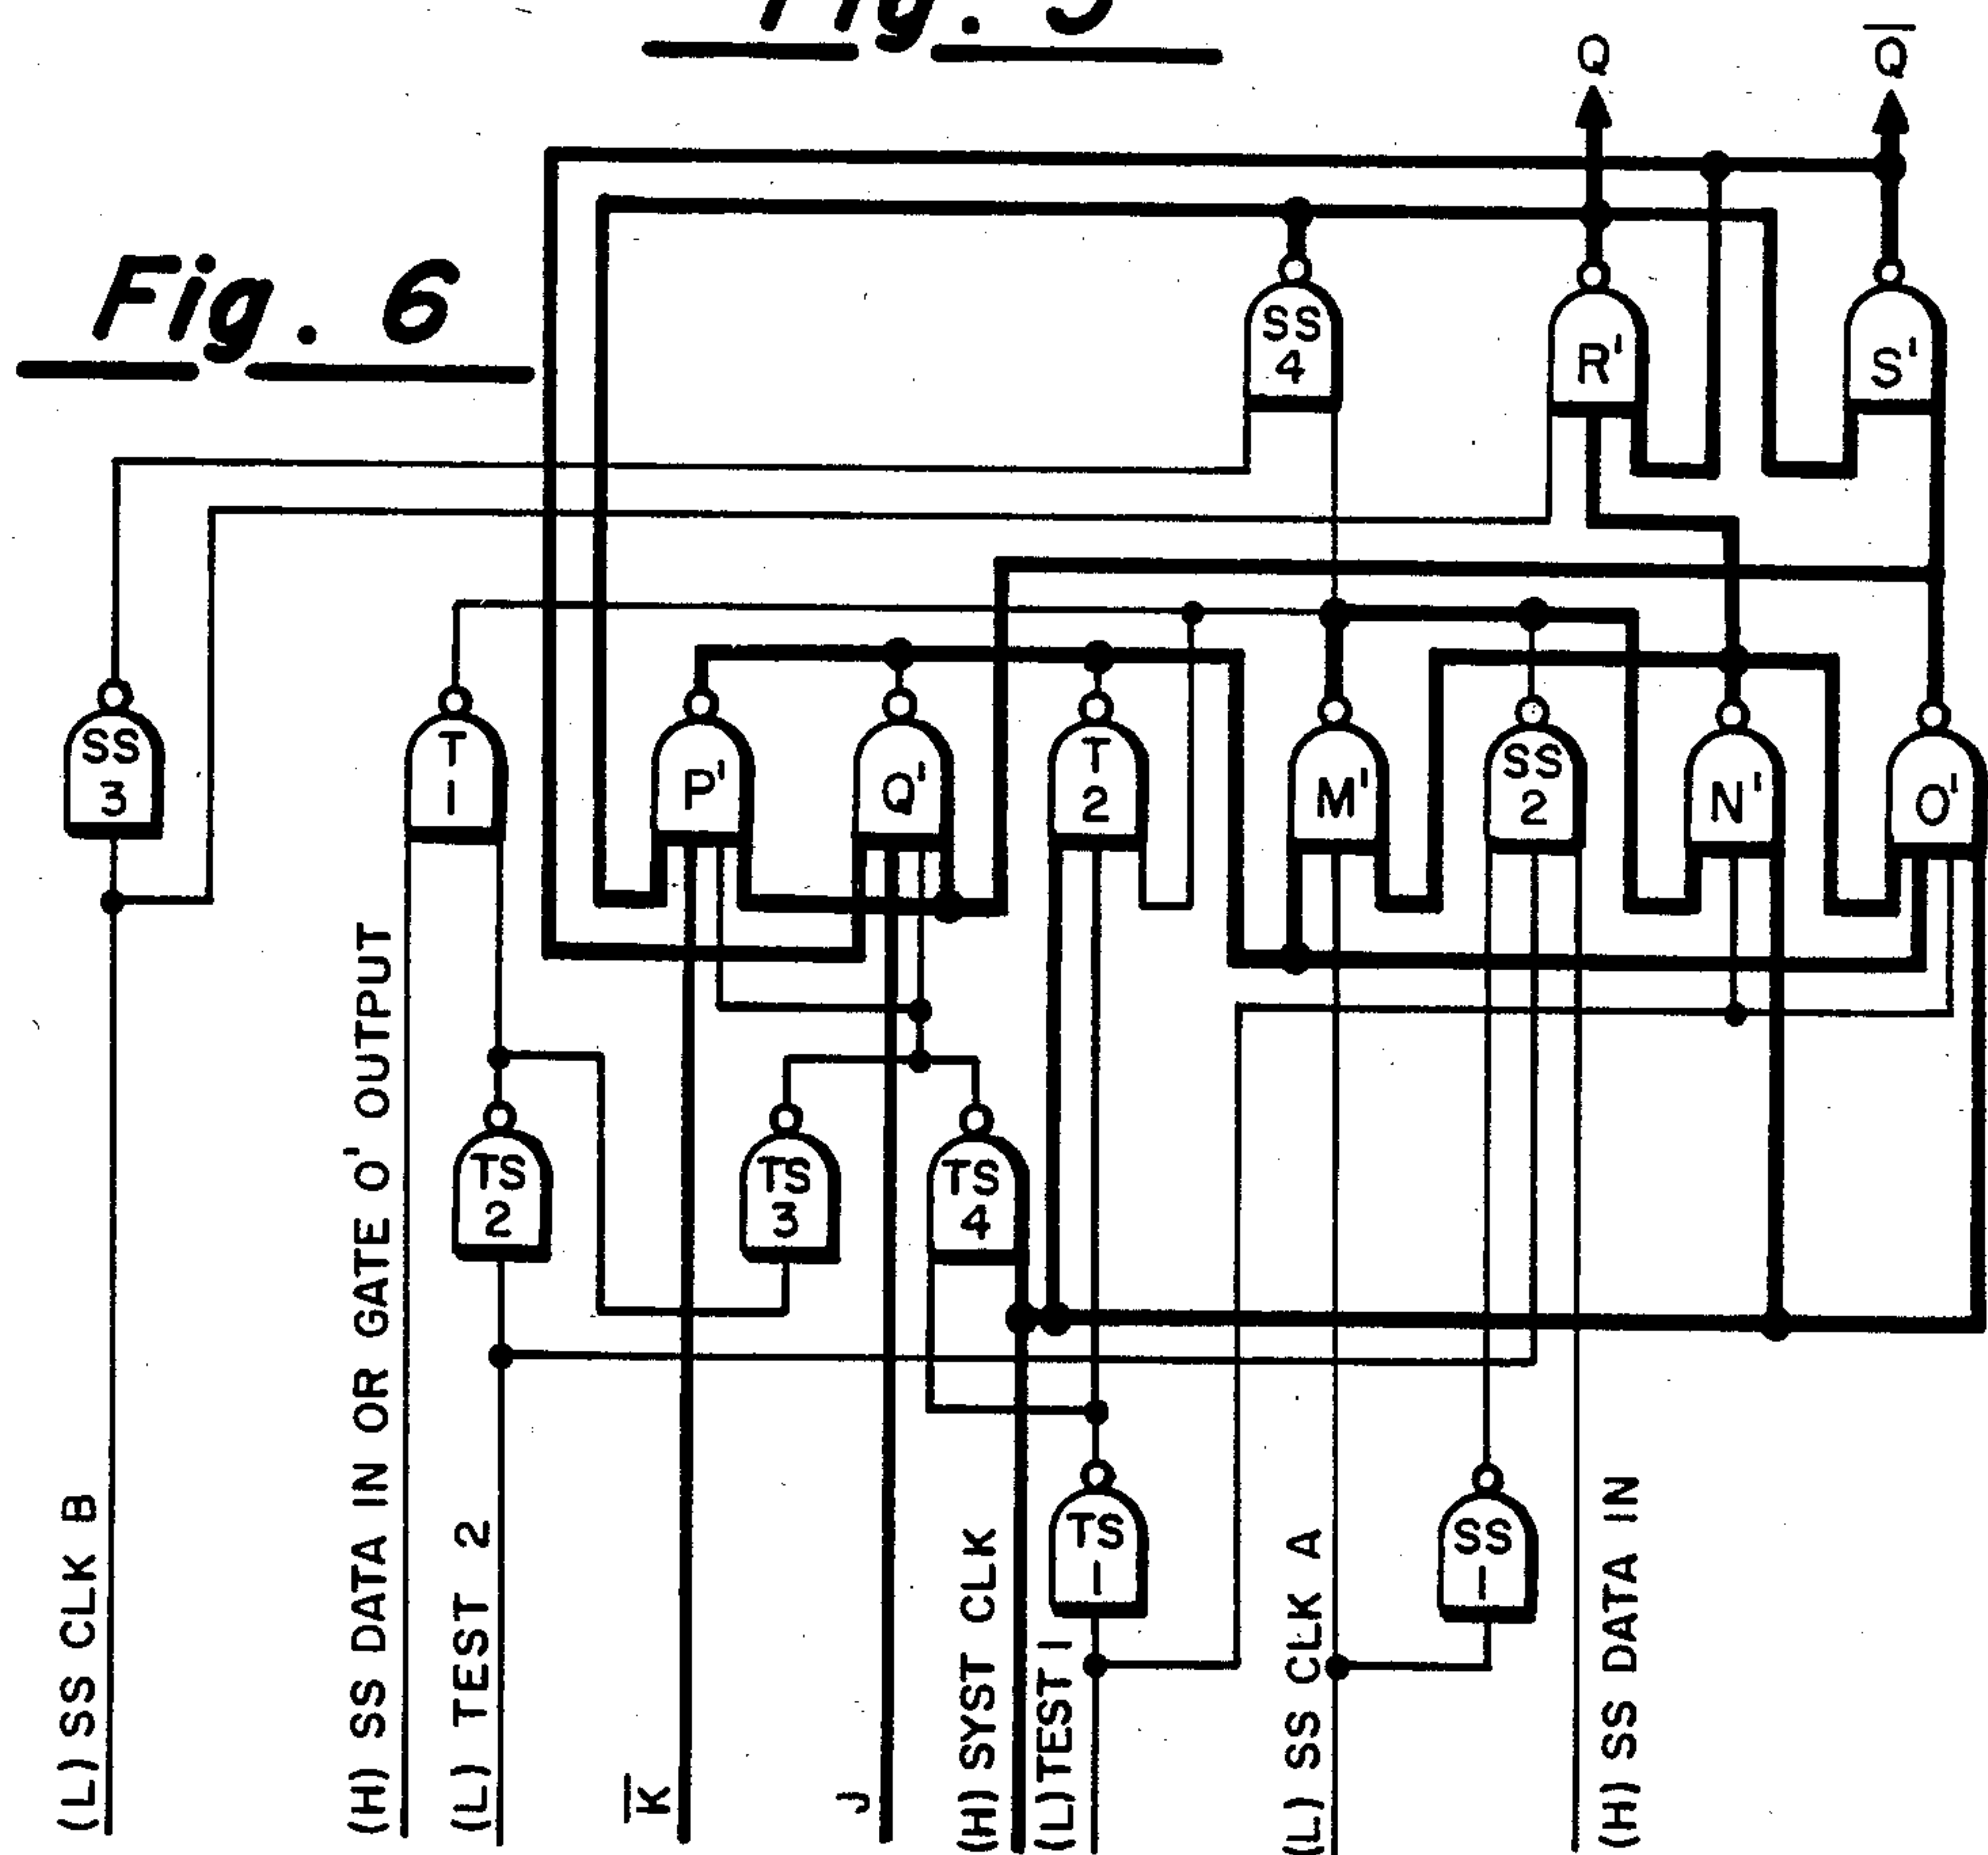 Fig. 5
Q
Q̅
Fig. 6
SS 4
R'
S'
SS 3
T 1
P'
Q'
T 2
M'
SS 2
N'
O'
TS 2
TS 3
TS 4
TS 1
SS 1
(L) SS CLK B
(H) SS DATA IN OR GATE O' OUTPUT
(L) TEST 2
K̅
J
(H) SYST CLK
(L) TEST 1
(L) SS CLK A
(H) SS DATA IN